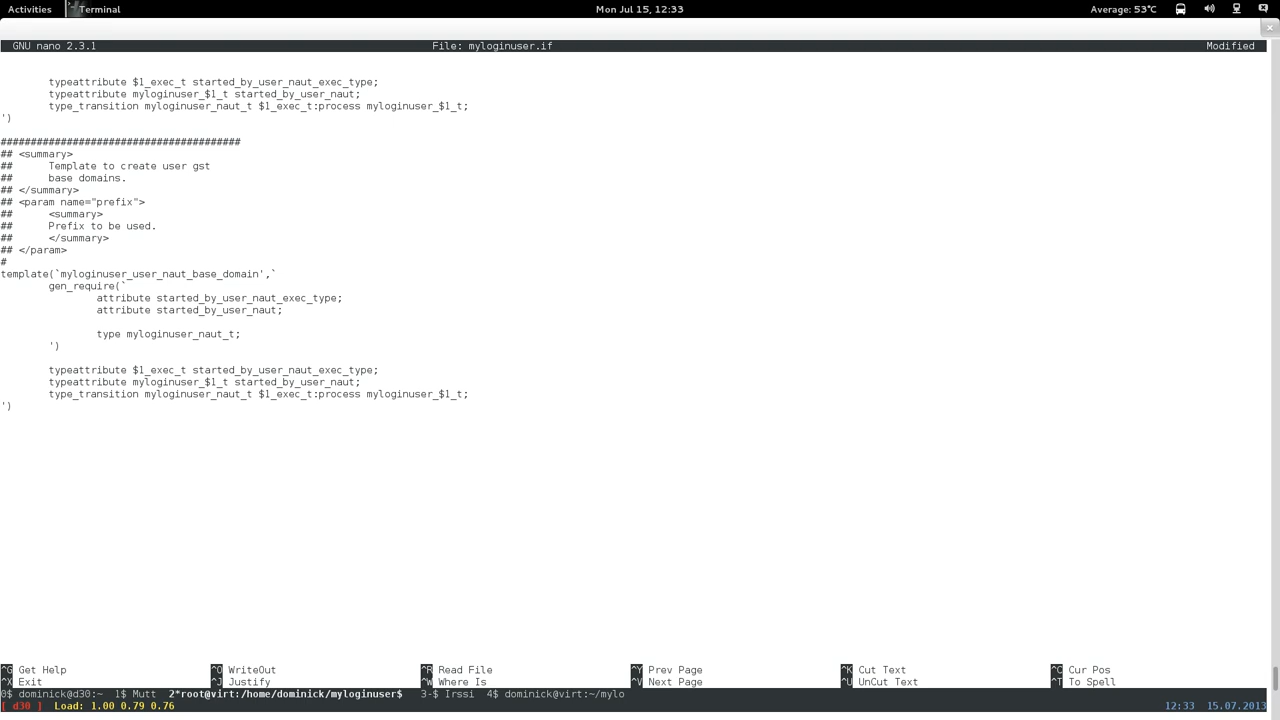 Activities Terminal Mon Jul 15, 12:33 Average: 53°C
GNU nano 2.3.1 File: myloginuser.if Modified
typeattribute $1_exec_t started_by_user_naut_exec_type;
typeattribute myloginuser_$1_t started_by_user_naut;
type_transition myloginuser_naut_t $1_exec_t:process myloginuser_$1_t;
')
########################################
## <summary>
## Template to create user gst
## base domains.
## </summary>
## <param name="prefix">
## <summary>
## Prefix to be used.
## </summary>
## </param>
#
template(`myloginuser_user_naut_base_domain',`
gen_require(`
attribute started_by_user_naut_exec_type;
attribute started_by_user_naut;
type myloginuser_naut_t;
')
typeattribute $1_exec_t started_by_user_naut_exec_type;
typeattribute myloginuser_$1_t started_by_user_naut;
type_transition myloginuser_naut_t $1_exec_t:process myloginuser_$1_t;
')
^G Get Help ^O WriteOut ^R Read File ^Y Prev Page ^K Cut Text ^C Cur Pos
^X Exit ^J Justify ^W Where Is ^V Next Page ^U UnCut Text ^T To Spell
0$ dominick@d30:~ 1$ Mutt 2*root@virt:/home/dominick/myloginuser$ 3-$ Irssi 4$ dominick@virt:~/mylo
[ d30 ] Load: 1.00 0.79 0.76 12:33 15.07.2013